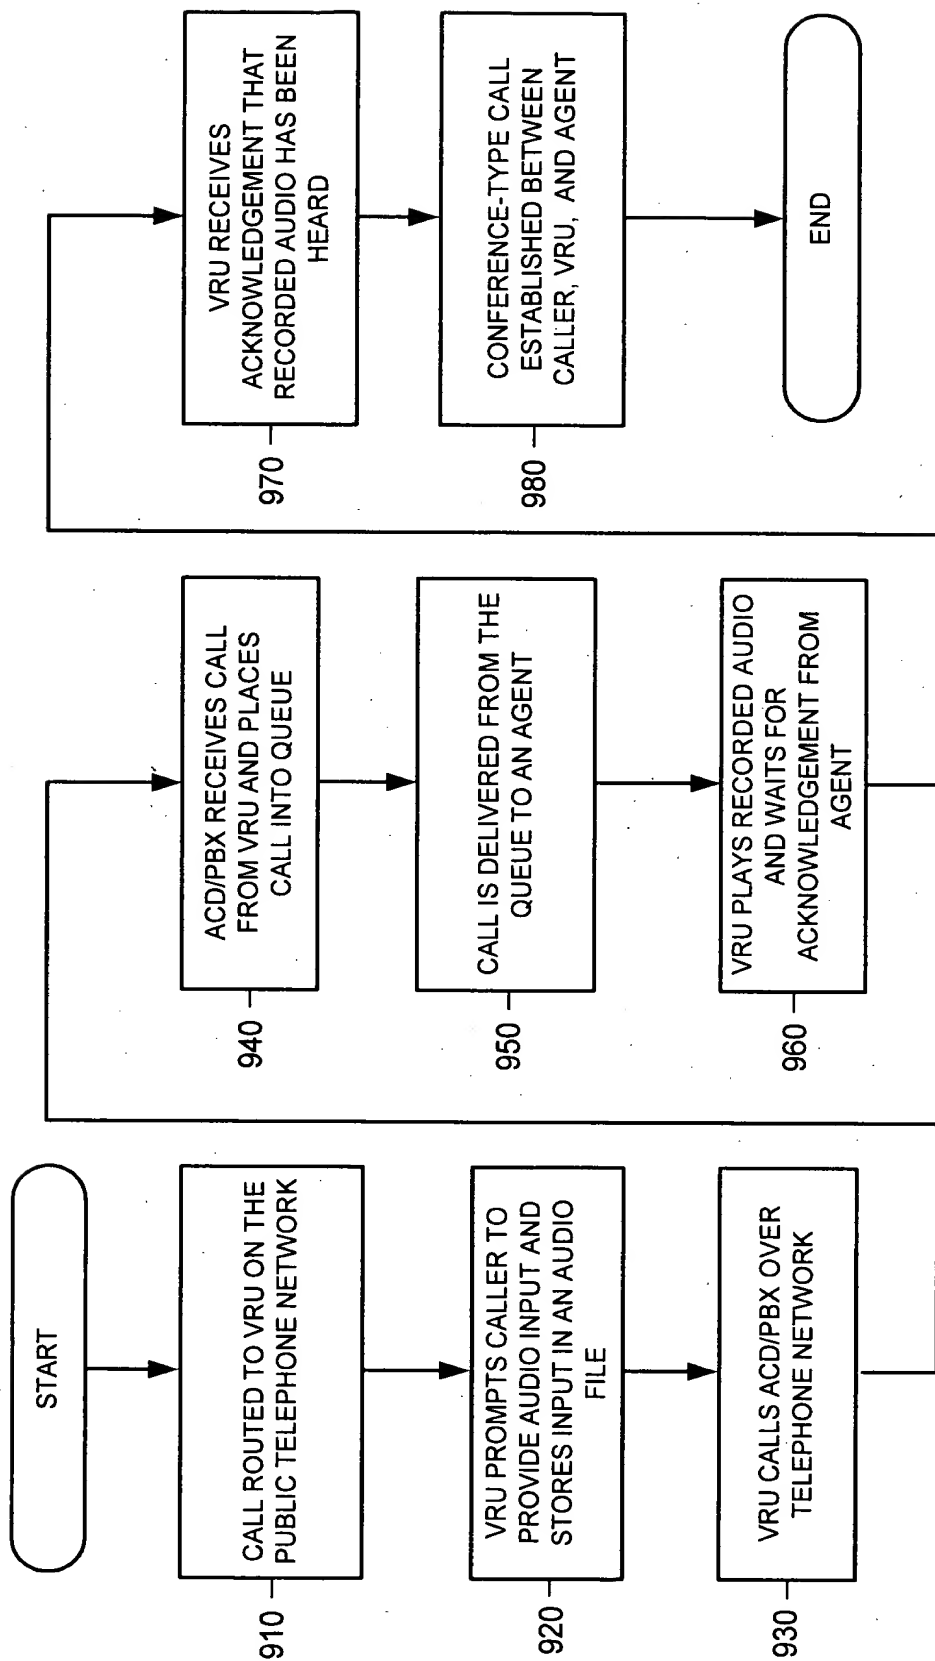 START
CALL ROUTED TO VRU ON THE
PUBLIC TELEPHONE NETWORK
910
VRU PROMPTS CALLER TO
PROVIDE AUDIO INPUT AND
STORES INPUT IN AN AUDIO
FILE
920
VRU CALLS ACD/PBX OVER
TELEPHONE NETWORK
930
ACD/PBX RECEIVES CALL
FROM VRU AND PLACES
CALL INTO QUEUE
940
CALL IS DELIVERED FROM THE
QUEUE TO AN AGENT
950
VRU PLAYS RECORDED AUDIO
AND WAITS FOR
ACKNOWLEDGEMENT FROM
AGENT
960
VRU RECEIVES
ACKNOWLEDGEMENT THAT
RECORDED AUDIO HAS BEEN
HEARD
970
CONFERENCE-TYPE CALL
ESTABLISHED BETWEEN
CALLER, VRU, AND AGENT
980
END